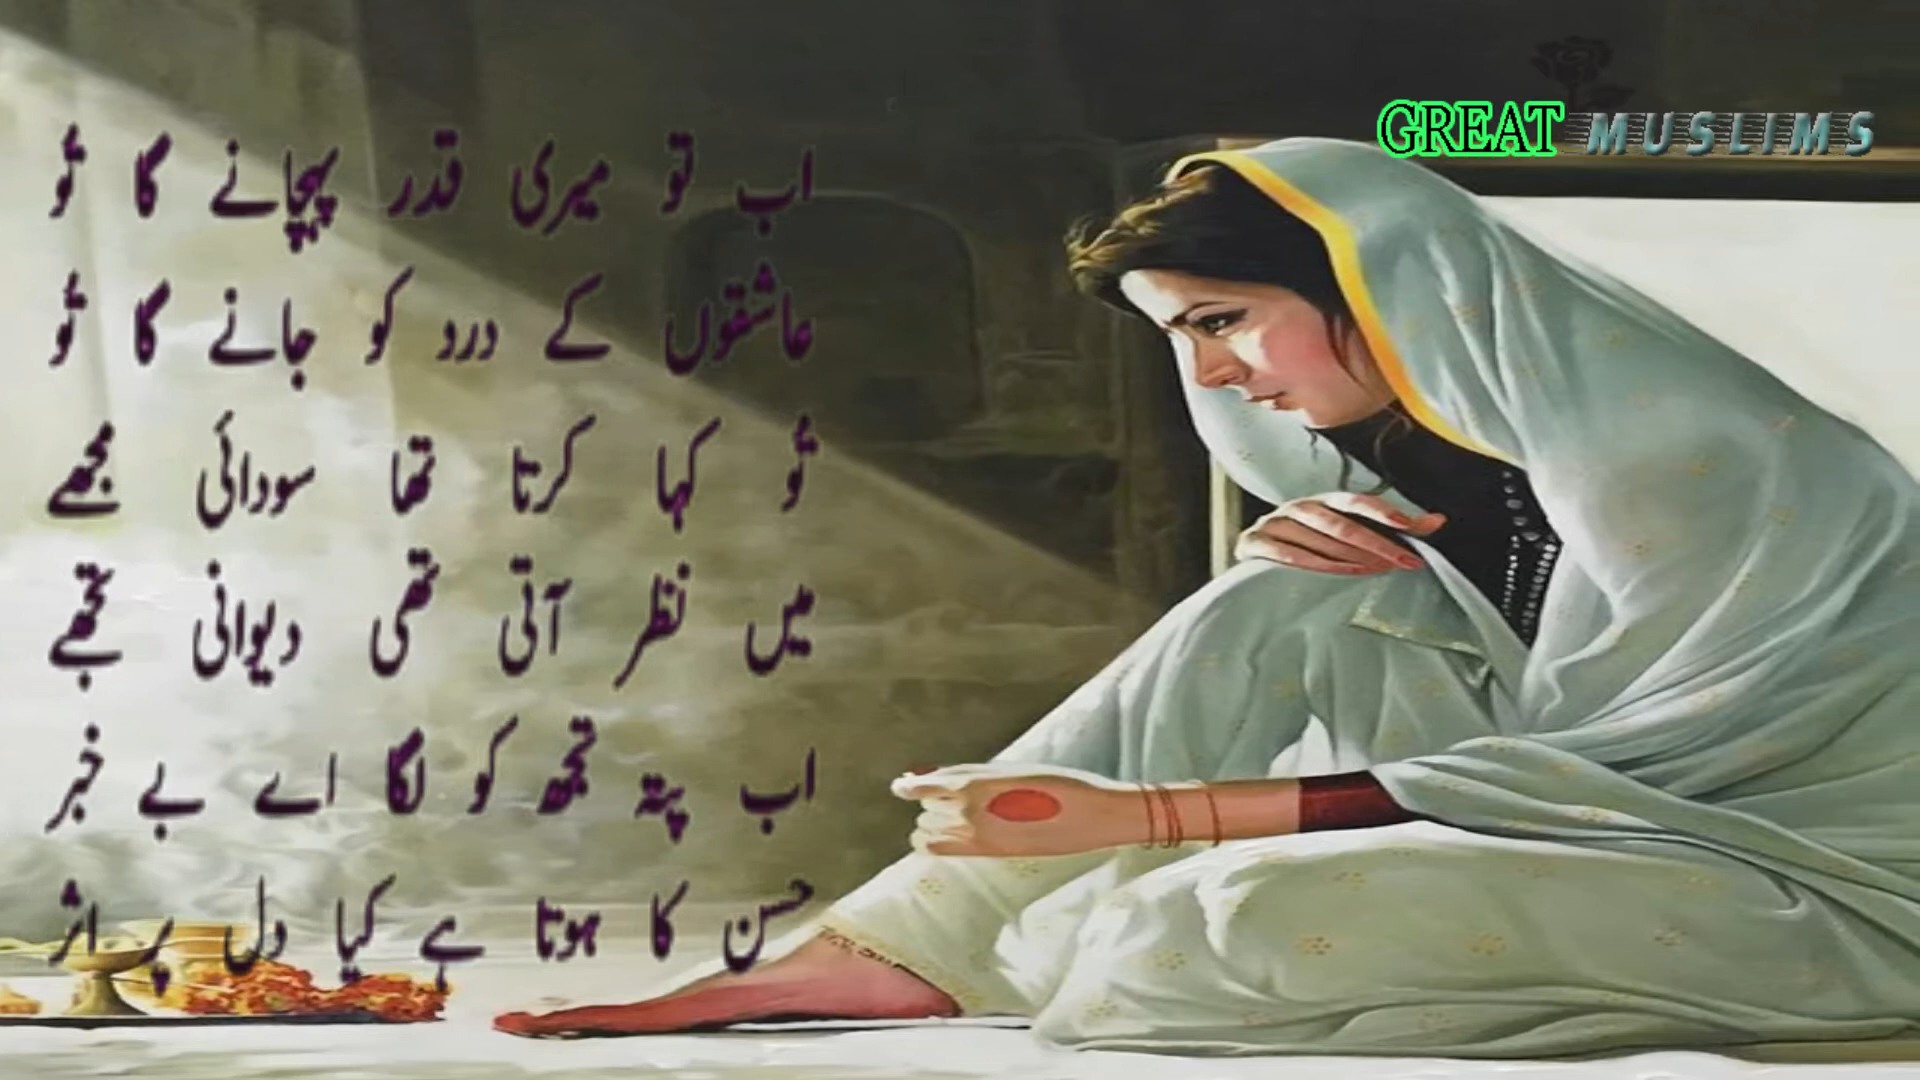 GREAT MUSLIMS
اب تو میری قدر پہچانے گا تُو
عاشقوں کے درد کو جانے گا تُو
تُو کہا کرتا تھا سودائی مجھے
میں نظر آتی تھی دیوانی تجھے
اب پتہ تجھ کو لگا اے بے خبر
حسن کا ہوتا ہے کیا دل پر اثر